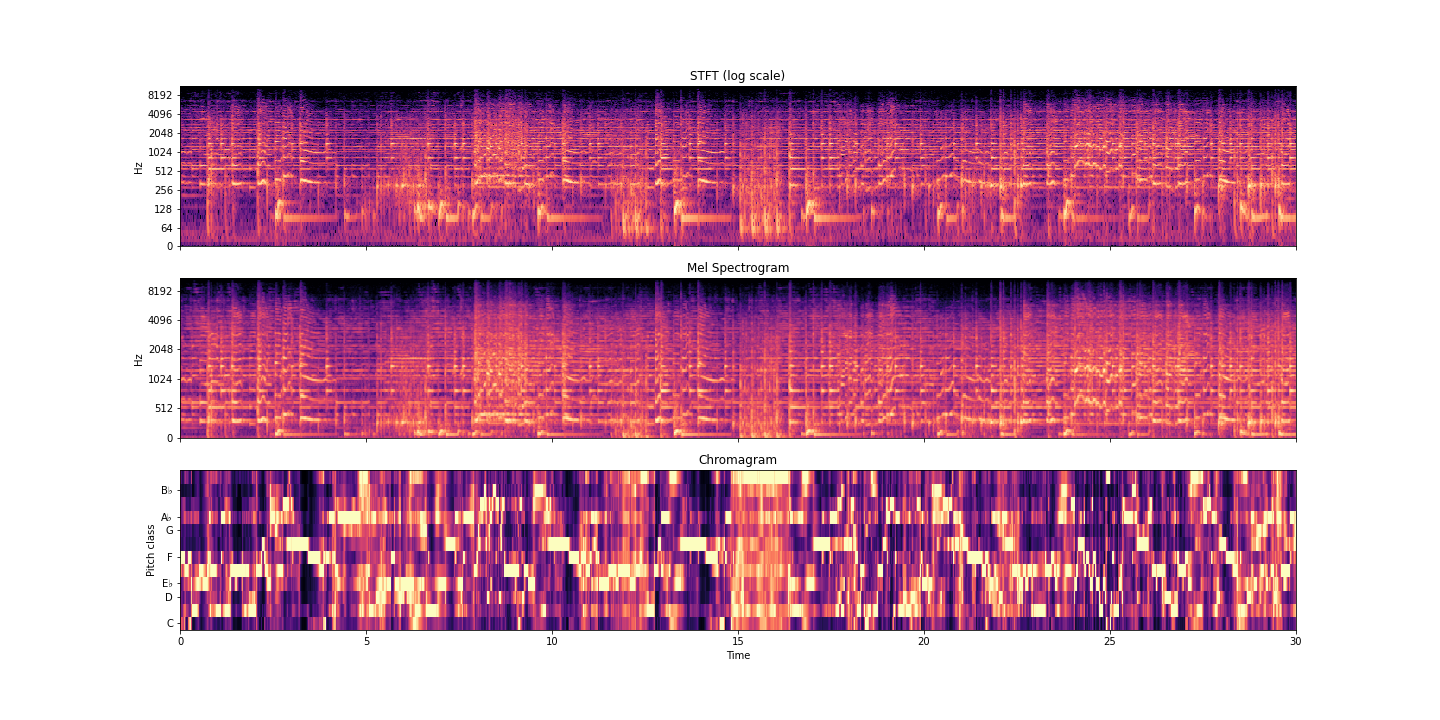 STFT (log scale)
8192
4096
2048
1024
512
256
128
64
0
Hz
Mel Spectrogram
8192
4096
2048
1024
512
0
Hz
Chromagram
B♭
A♭
G
F
E♭
D
C
Pitch class
0 5 10 15 20 25 30
Time